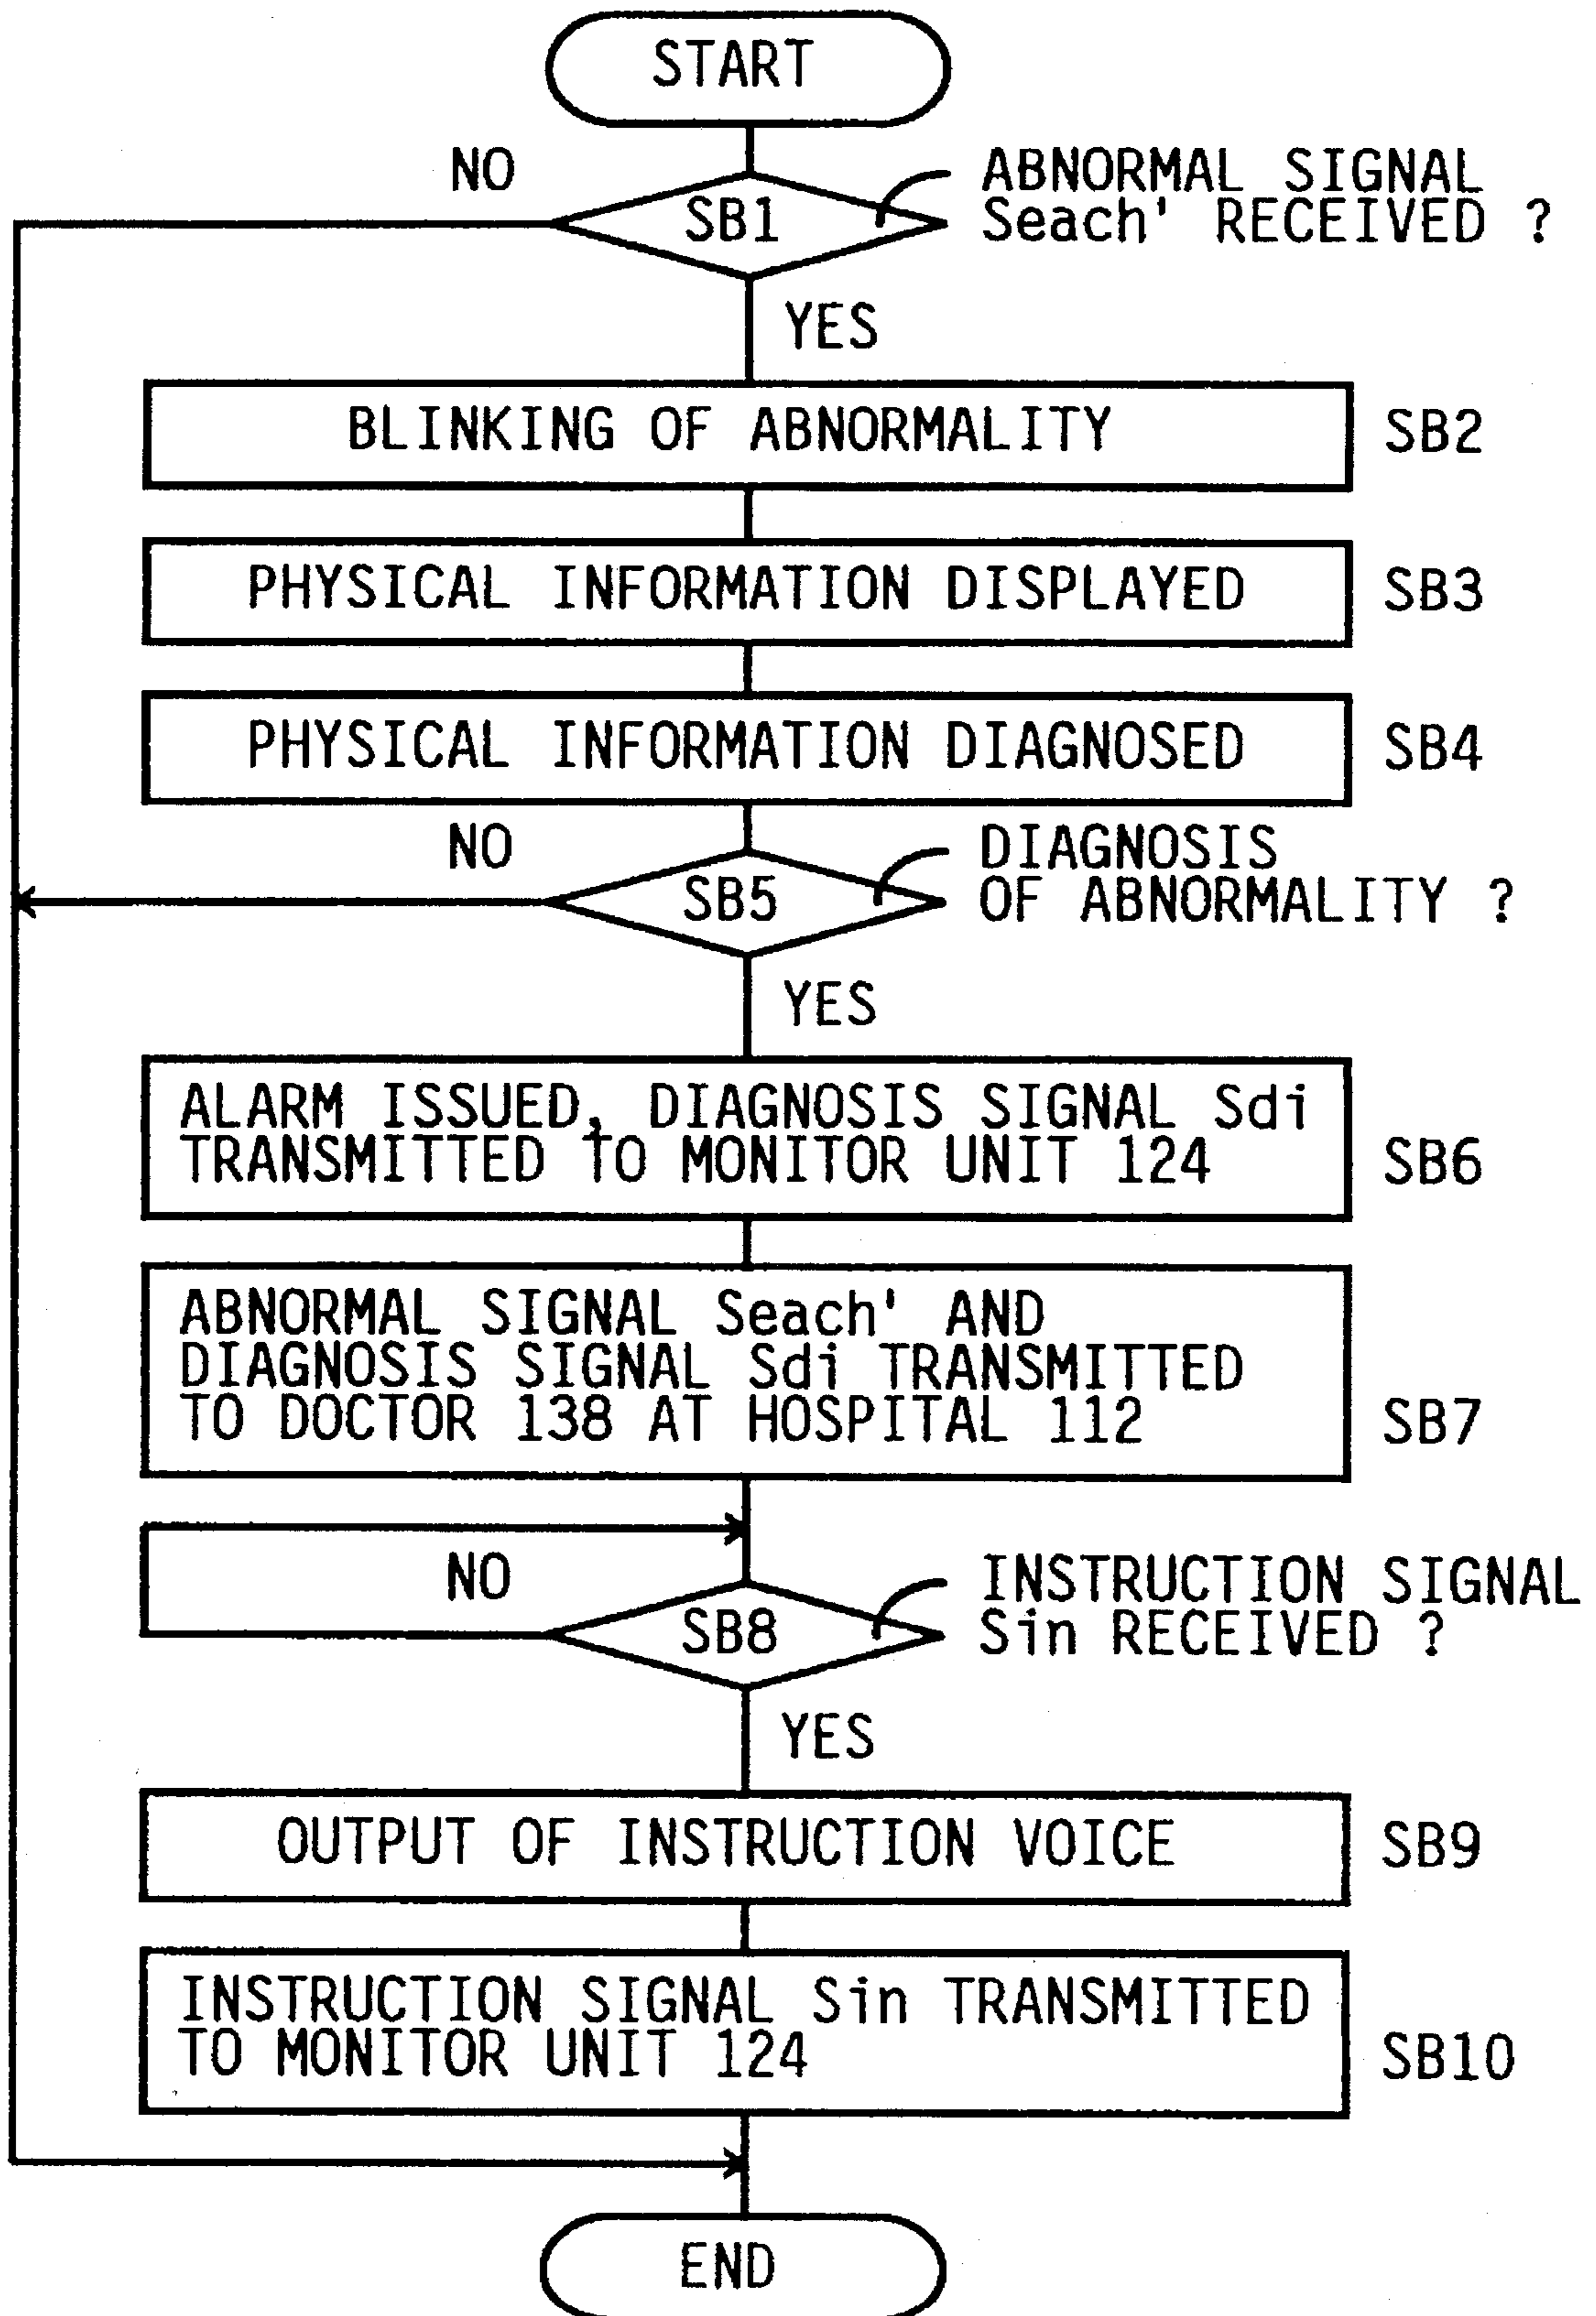 START
NO
ABNORMAL SIGNAL
SB1
Seach' RECEIVED ?
YES
BLINKING OF ABNORMALITY
SB2
PHYSICAL INFORMATION DISPLAYED
SB3
PHYSICAL INFORMATION DIAGNOSED
SB4
NO
DIAGNOSIS
SB5
OF ABNORMALITY ?
YES
ALARM ISSUED, DIAGNOSIS SIGNAL Sdi
TRANSMITTED TO MONITOR UNIT 124
SB6
ABNORMAL SIGNAL Seach' AND
DIAGNOSIS SIGNAL Sdi TRANSMITTED
TO DOCTOR 138 AT HOSPITAL 112
SB7
NO
INSTRUCTION SIGNAL
SB8
Sin RECEIVED ?
YES
OUTPUT OF INSTRUCTION VOICE
SB9
INSTRUCTION SIGNAL Sin TRANSMITTED
TO MONITOR UNIT 124
SB10
END